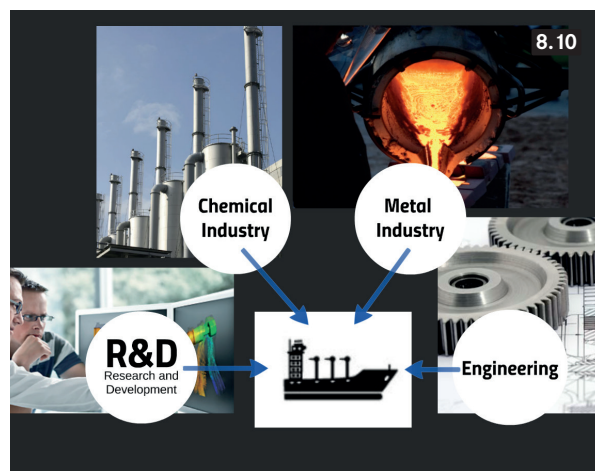 8.10
Chemical
Industry
Metal
Industry
R&D
Research and
Development
Engineering